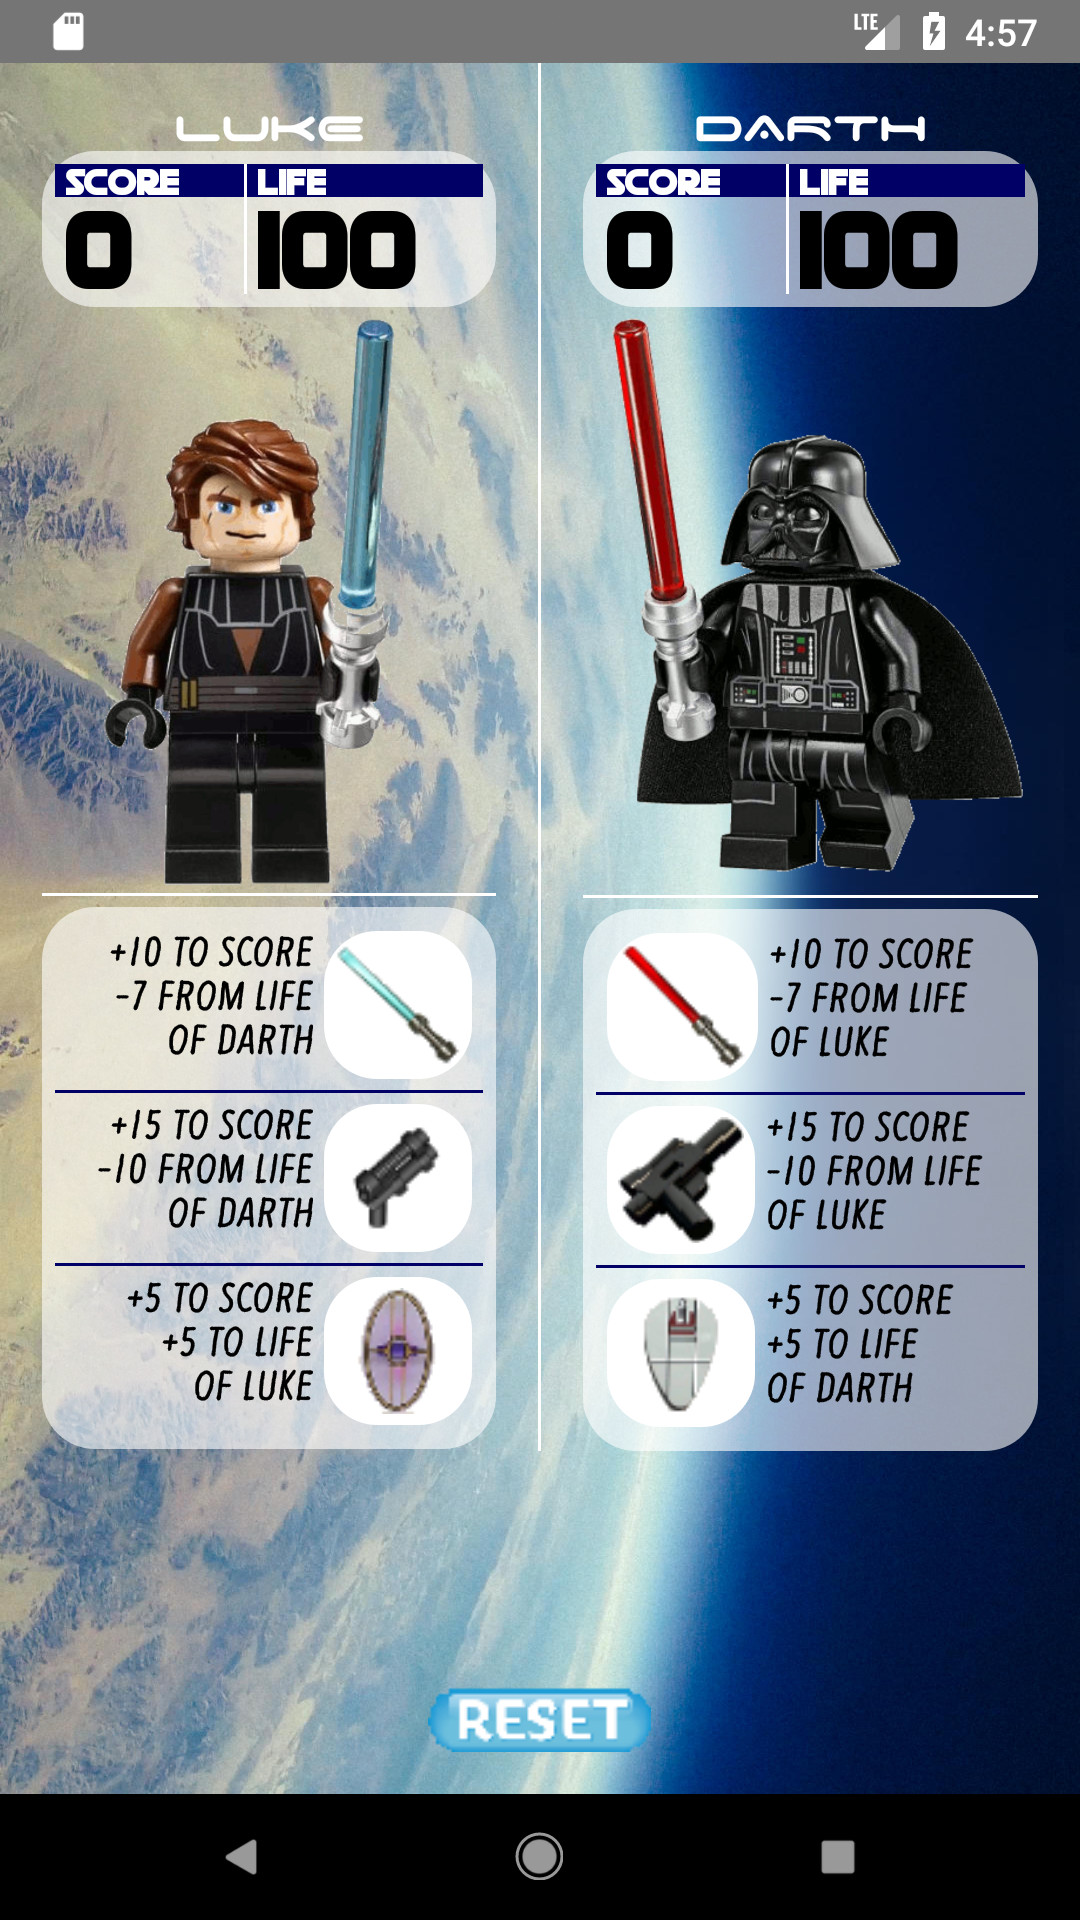 LTE 4:57
LUKE
SCORE LIFE
0 100
DARTH
SCORE LIFE
0 100
+10 TO SCORE
-7 FROM LIFE
OF DARTH
+15 TO SCORE
-10 FROM LIFE
OF DARTH
+5 TO SCORE
+5 TO LIFE
OF LUKE
+10 TO SCORE
-7 FROM LIFE
OF LUKE
+15 TO SCORE
-10 FROM LIFE
OF LUKE
+5 TO SCORE
+5 TO LIFE
OF DARTH
RESET